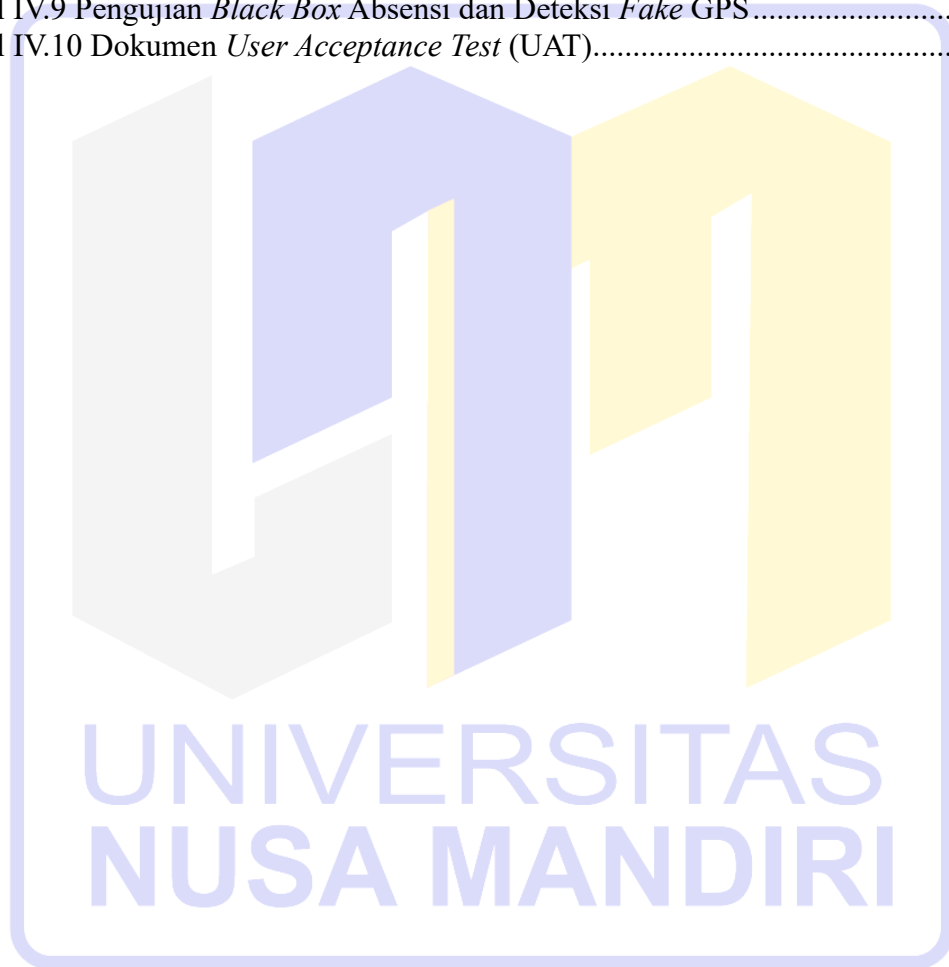 l IV.9 Pengujian Black Box Absensi dan Deteksi Fake GPS.........................
l IV.10 Dokumen User Acceptance Test (UAT)..............................................
UNIVERSITAS
NUSA MANDIRI